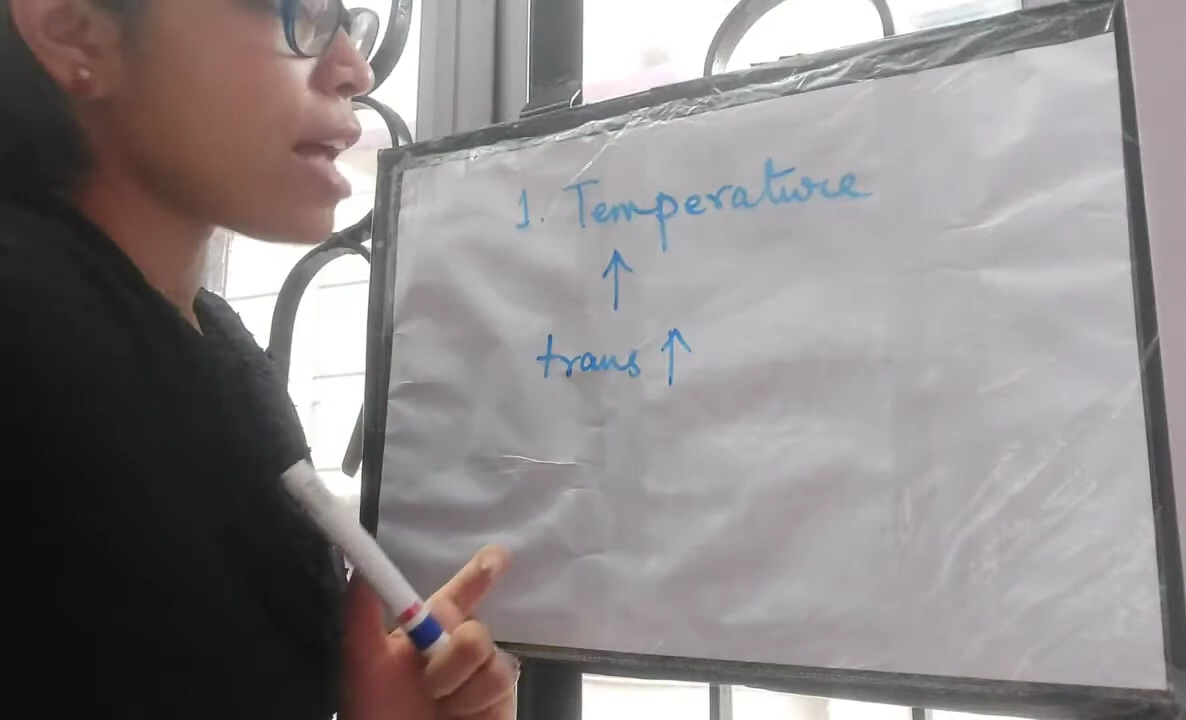 1. Temperature
↑
trans ↑